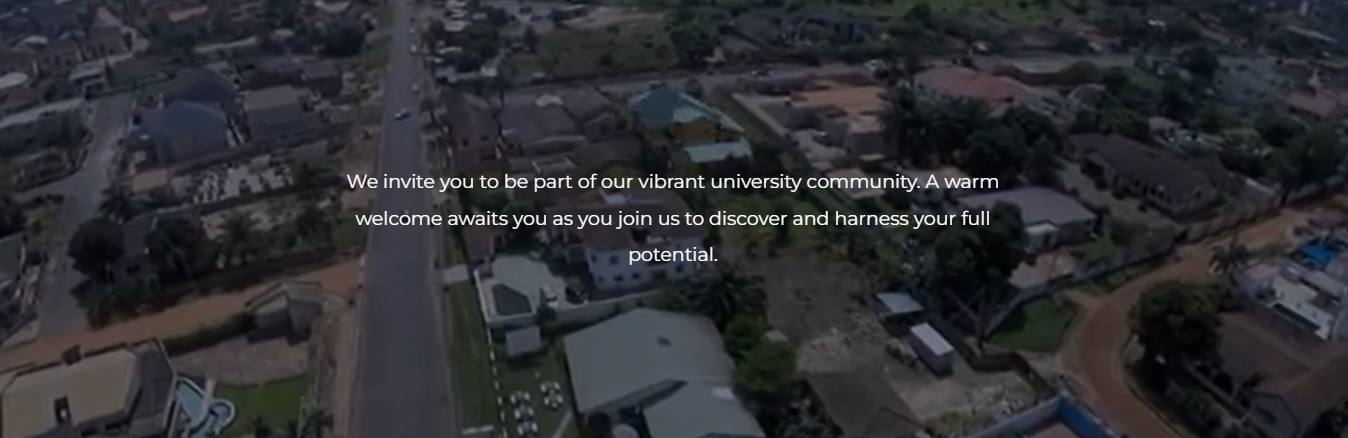 We invite you to be part of our vibrant university community. A warm
welcome awaits you as you join us to discover and harness your full
potential.